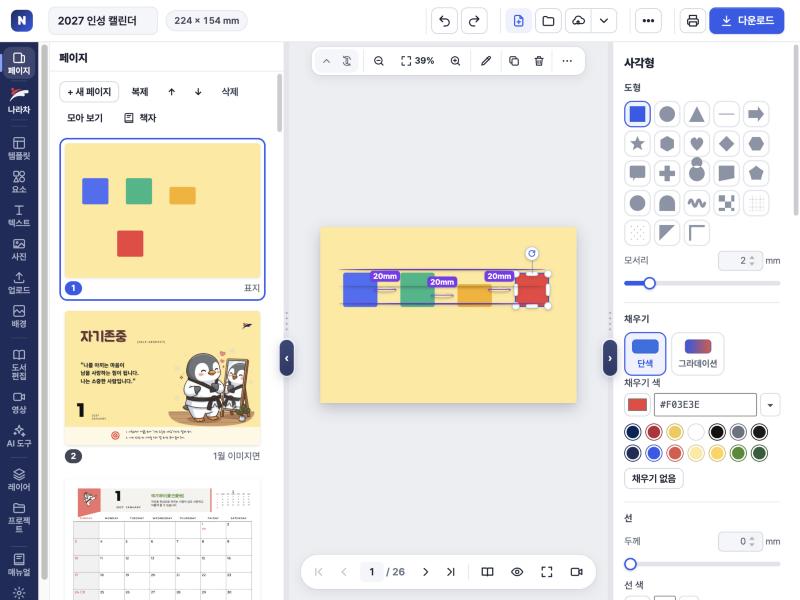 N
2027 인성 캘린더
224 × 154 mm
다운로드
페이지
나라차
템플릿
요소
텍스트
사진
업로드
배경
도서
편집
영상
AI 도구
레이어
프로젝
트
매뉴얼
페이지
+ 새 페이지
복제
↑
↓
삭제
모아 보기
책자
1
표지
자기존중
"나를 아끼는 마음이
남을 사랑하는 힘이 됩니다.
나는 소중한 사람입니다."
1
2
1월 이미지면
1
MONDAY TUESDAY WEDNESDAY THURSDAY FRIDAY SATURDAY
39%
20mm
20mm
20mm
1 / 26
사각형
도형
모서리
2
mm
채우기
단색
그라데이션
채우기 색
#F03E3E
채우기 없음
선
두께
0
mm
선 색